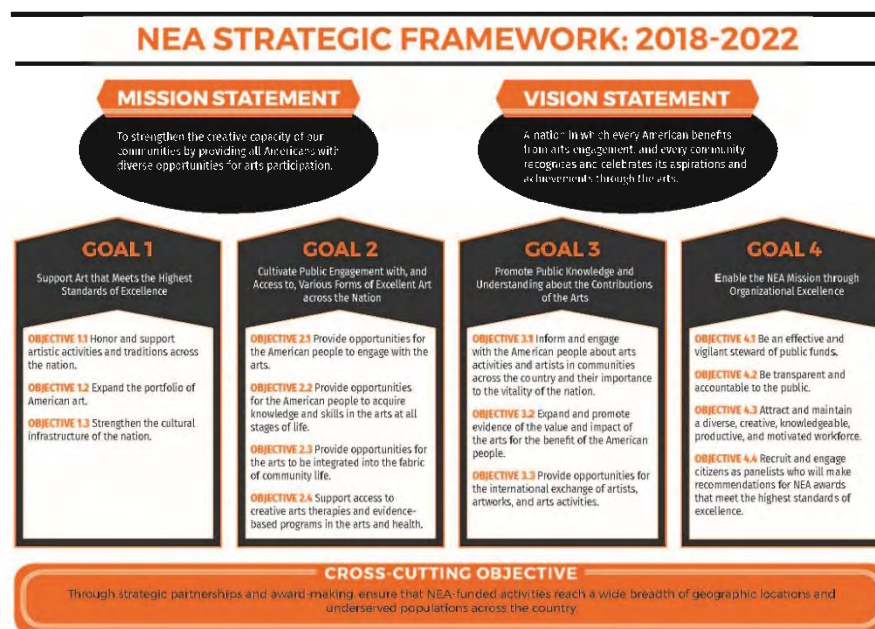 NEA STRATEGIC FRAMEWORK: 2018-2022
MISSION STATEMENT
To strengthen the creative capacity of our
communities by providing all Americans with
diverse opportunities for arts participation.
VISION STATEMENT
A nation in which every American benefits
from arts engagement, and every community
recognizes and celebrates its aspirations and
achievements through the arts.
GOAL 1
Support Art that Meets the Highest
Standards of Excellence
OBJECTIVE 1.1 Honor and support
artistic activities and traditions across
the nation.
OBJECTIVE 1.2 Expand the portfolio of
American art.
OBJECTIVE 1.3 Strengthen the cultural
infrastructure of the nation.
GOAL 2
Cultivate Public Engagement with, and
Access to, Various Forms of Excellent Art
across the Nation
OBJECTIVE 2.1 Provide opportunities for
the American people to engage with the
arts.
OBJECTIVE 2.2 Provide opportunities
for the American people to acquire
knowledge and skills in the arts at all
stages of life.
OBJECTIVE 2.3 Provide opportunities for
the arts to be integrated into the fabric
of community life.
OBJECTIVE 2.4 Support access to
creative arts therapies and evidence-
based programs in the arts and health.
GOAL 3
Promote Public Knowledge and
Understanding about the Contributions
of the Arts
OBJECTIVE 3.1 Inform and engage
with the American people about arts
activities and artists in communities
across the country and their importance
to the vitality of the nation.
OBJECTIVE 3.2 Expand and promote
evidence of the value and impact of
the arts for the benefit of the American
people.
OBJECTIVE 3.3 Provide opportunities for
the international exchange of artists,
artworks, and arts activities.
GOAL 4
Enable the NEA Mission through
Organizational Excellence
OBJECTIVE 4.1 Be an effective and
vigilant steward of public funds.
OBJECTIVE 4.2 Be transparent and
accountable to the public.
OBJECTIVE 4.3 Attract and maintain
a diverse, creative, knowledgeable,
productive, and motivated workforce.
OBJECTIVE 4.4 Recruit and engage
citizens as panelists who will make
recommendations for NEA awards
that meet the highest standards of
excellence.
CROSS-CUTTING OBJECTIVE
Through strategic partnerships and award-making, ensure that NEA-funded activities reach a wide breadth of geographic locations and
underserved populations across the country.